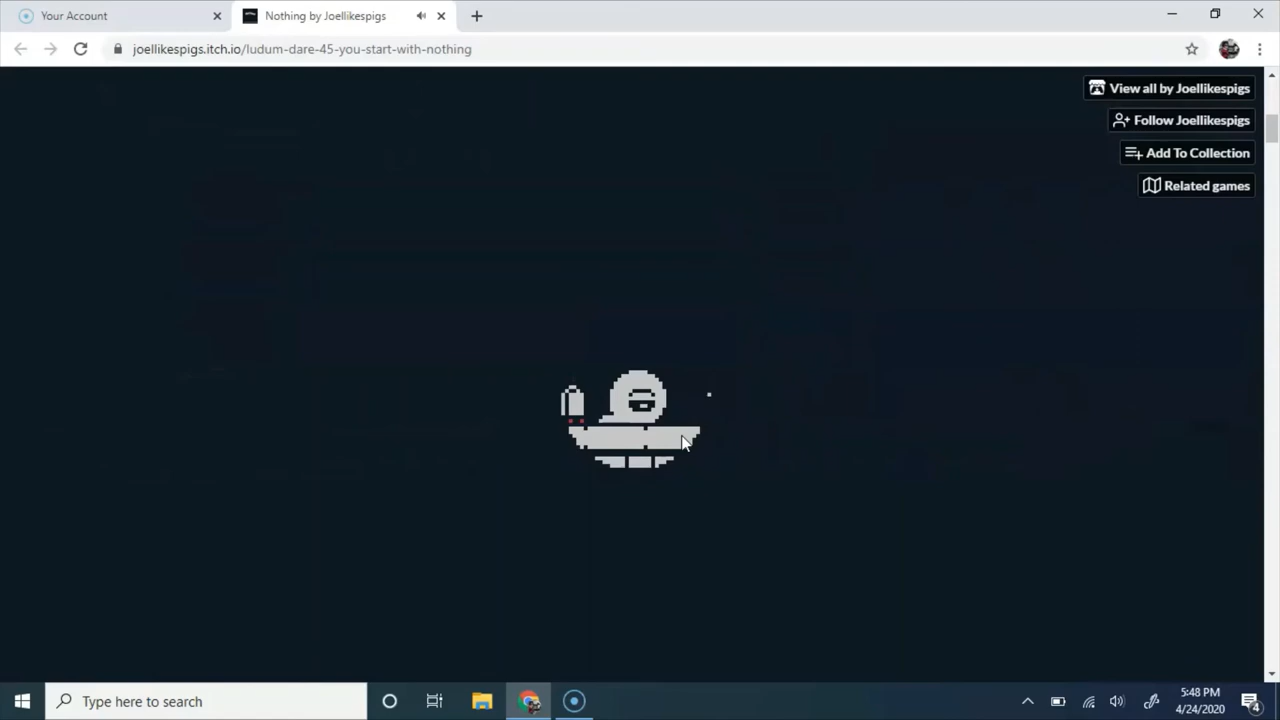 Your Account
Nothing by Joellikespigs
joellikespigs.itch.io/ludum-dare-45-you-start-with-nothing
View all by Joellikespigs
Follow Joellikespigs
Add To Collection
Related games
Type here to search
5:48 PM
4/24/2020
4